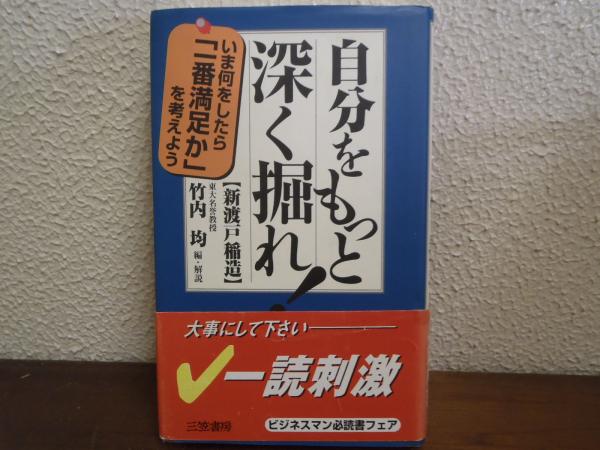 自分をもっと
深く掘れ!
いま何をしたら
「一番満足か」
を考えよう
【新渡戸稲造】
東大名誉教授
竹内 均 編・解説
大事にして下さい――
一読刺激
三笠書房
ビジネスマン必読書フェア